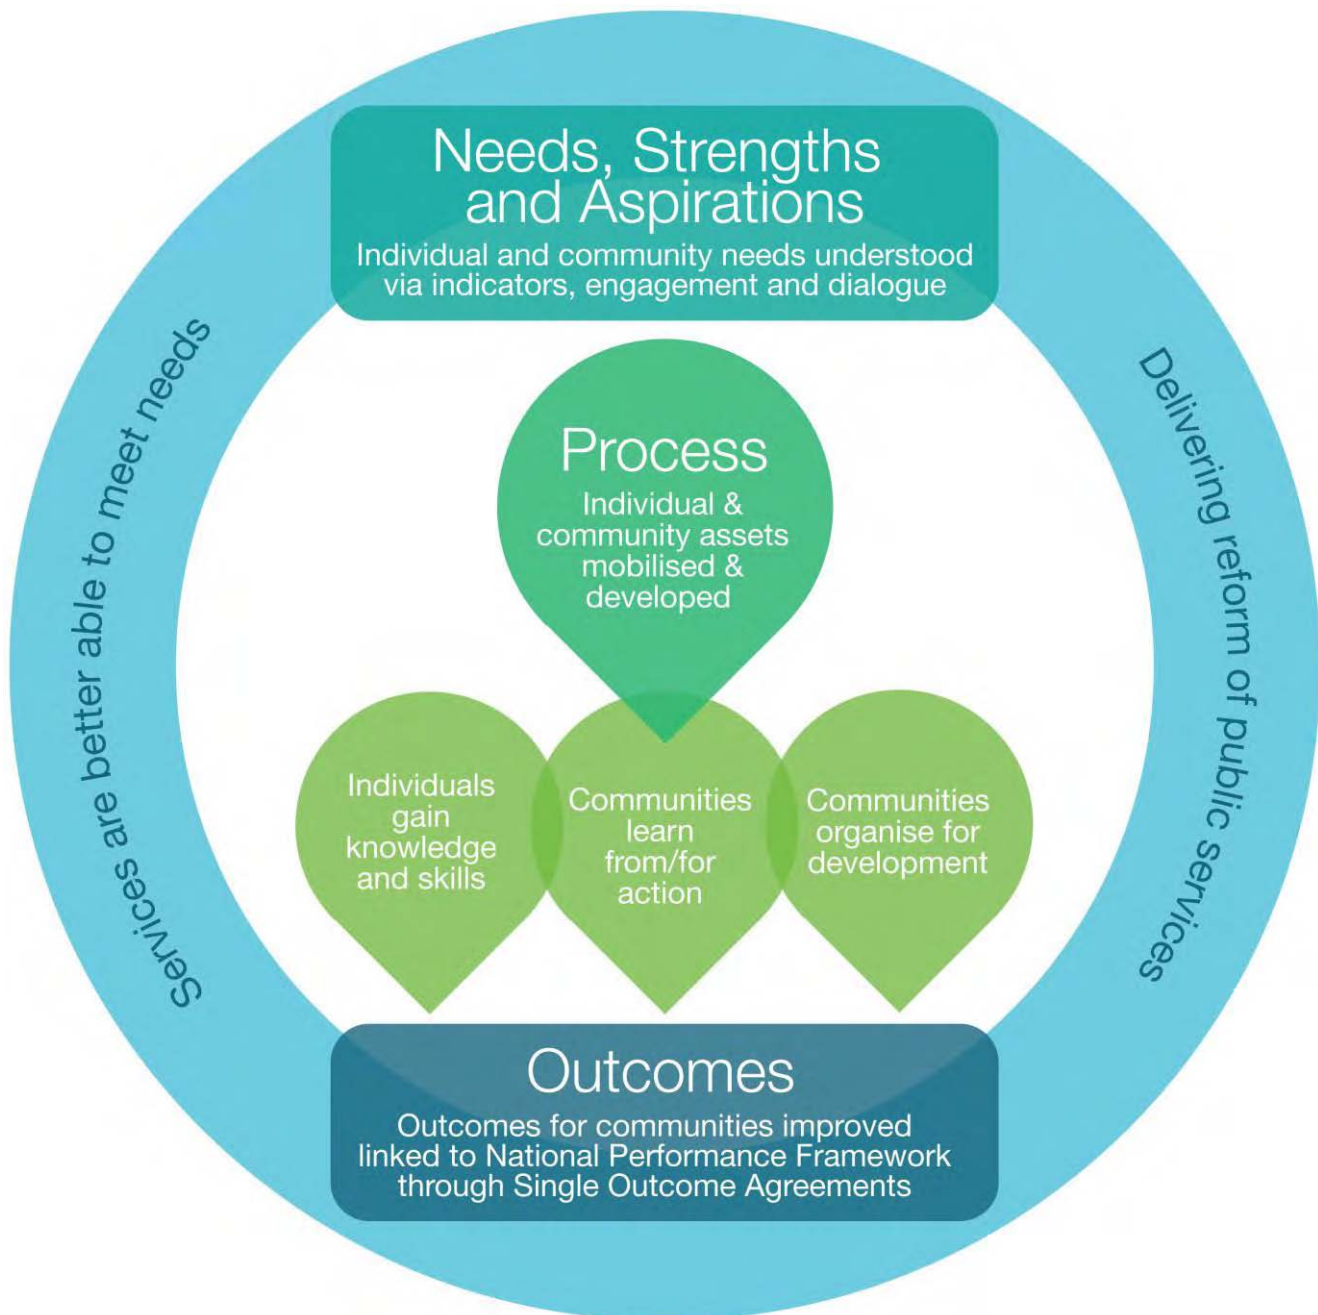 Needs, Strengths
and Aspirations
Individual and community needs understood
via indicators, engagement and dialogue
Services are better able to meet needs
Delivering reform of public services
Process
Individual &
community assets
mobilised &
developed
Individuals
gain
knowledge
and skills
Communities
learn
from/for
action
Communities
organise for
development
Outcomes
Outcomes for communities improved
linked to National Performance Framework
through Single Outcome Agreements